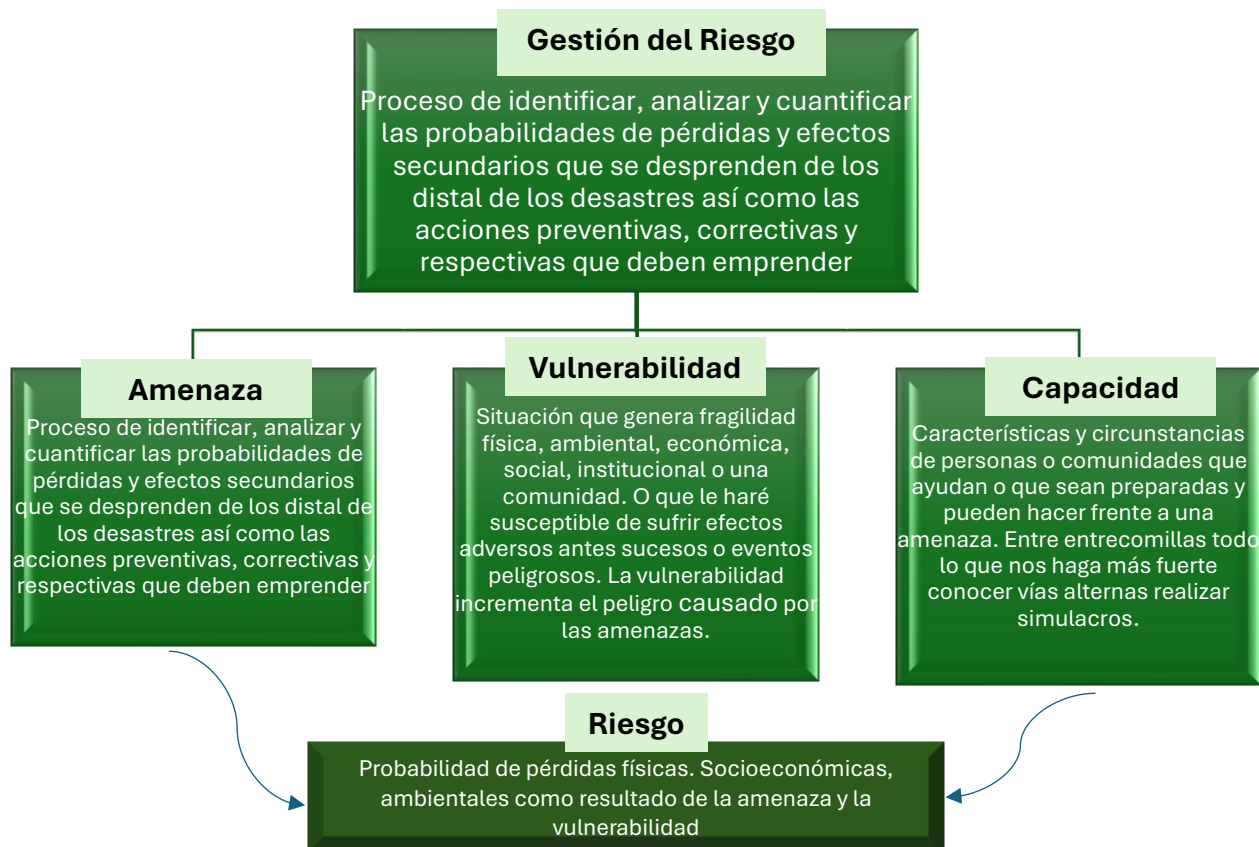 Gestión del Riesgo
Proceso de identificar, analizar y cuantificar
las probabilidades de pérdidas y efectos
secundarios que se desprenden de los
distal de los desastres así como las
acciones preventivas, correctivas y
respectivas que deben emprender
Amenaza
Proceso de identificar, analizar y
cuantificar las probabilidades de
pérdidas y efectos secundarios
que se desprenden de los distal de
los desastres así como las
acciones preventivas, correctivas y
respectivas que deben emprender
Vulnerabilidad
Situación que genera fragilidad
física, ambiental, económica,
social, institucional o una
comunidad. O que le haré
susceptible de sufrir efectos
adversos antes sucesos o eventos
peligrosos. La vulnerabilidad
incrementa el peligro causado por
las amenazas.
Capacidad
Características y circunstancias
de personas o comunidades que
ayudan o que sean preparadas y
pueden hacer frente a una
amenaza. Entre entrecomillas todo
lo que nos haga más fuerte
conocer vías alternas realizar
simulacros.
Riesgo
Probabilidad de pérdidas físicas. Socioeconómicas,
ambientales como resultado de la amenaza y la
vulnerabilidad